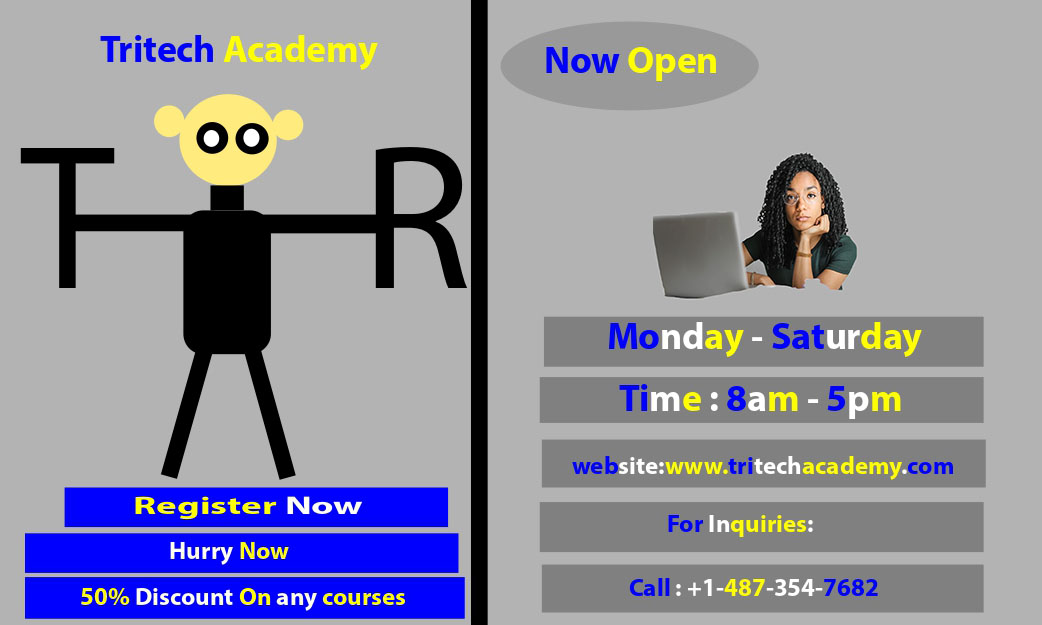 Tritech Academy
T R
Register Now
Hurry Now
50% Discount On any courses
Now Open
Monday - Saturday
Time : 8am - 5pm
website:www.tritechacademy.com
For Inquiries:
Call : +1-487-354-7682